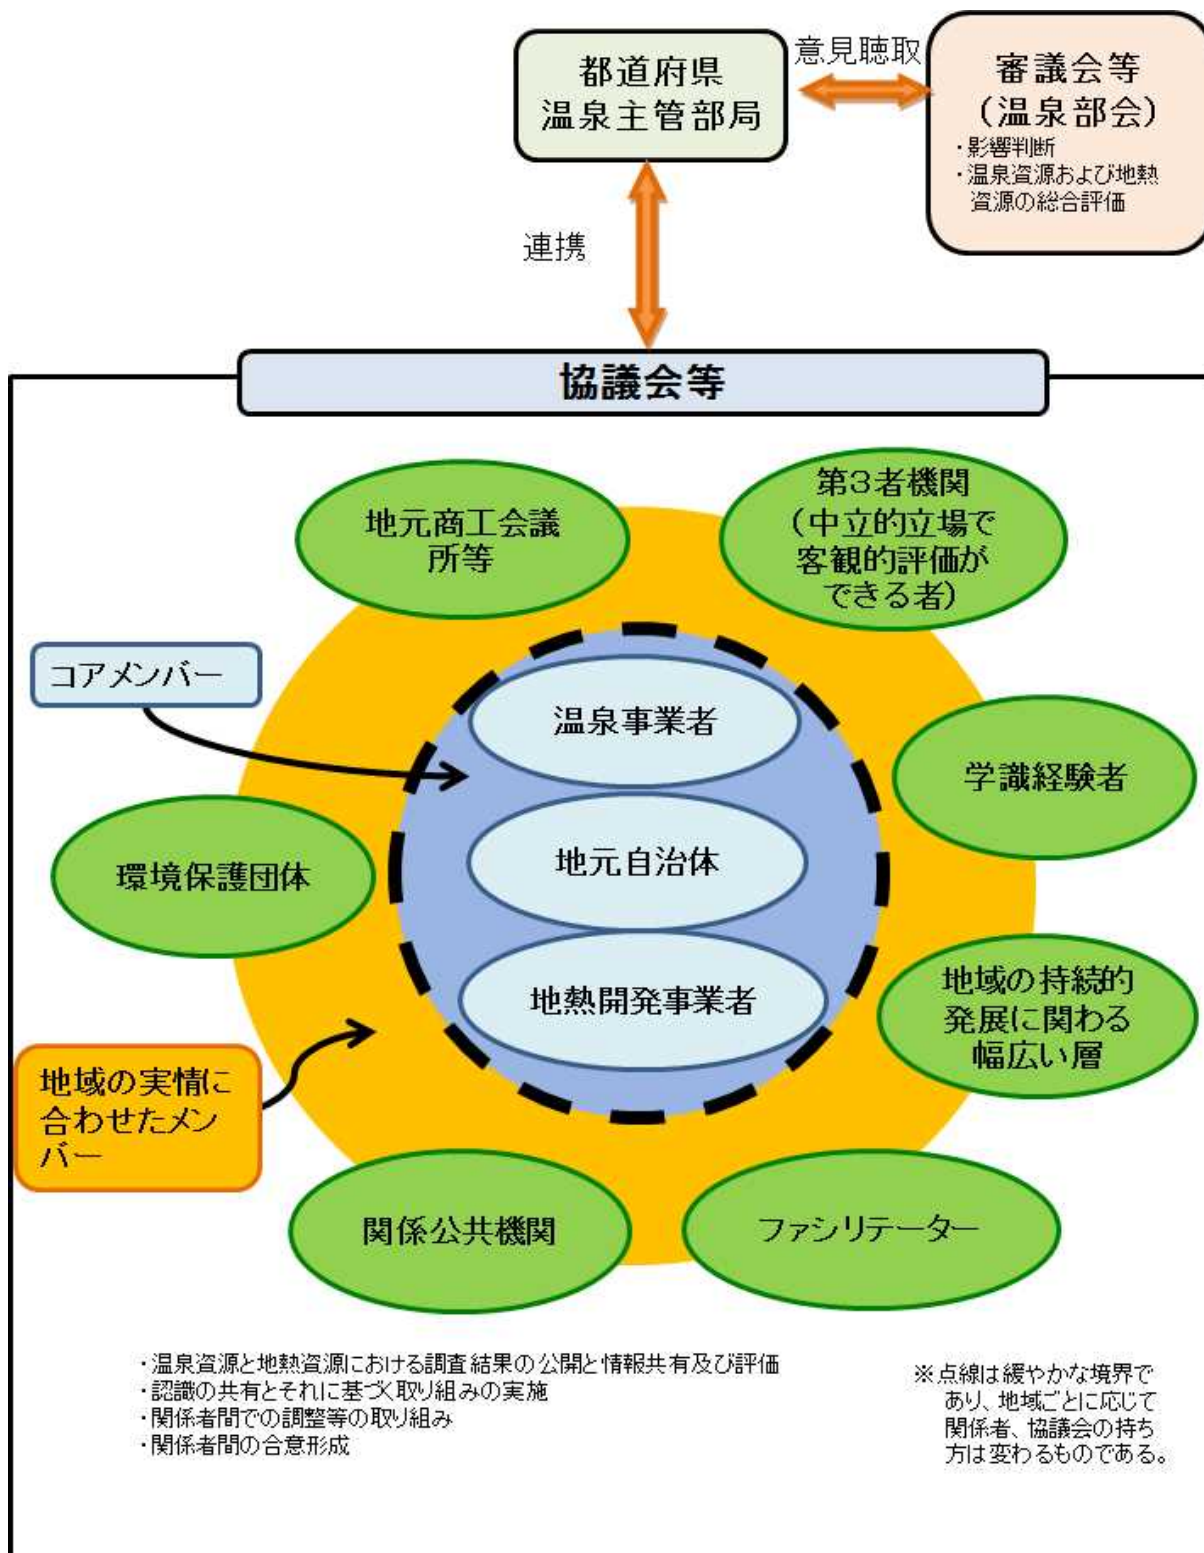 都道府県
温泉主管部局
意見聴取
審議会等
（温泉部会）
・影響判断
・温泉資源および地熱
資源の総合評価
連携
協議会等
地元商工会議
所等
第３者機関
（中立的立場で
客観的評価が
できる者）
コアメンバー
温泉事業者
学識経験者
地元自治体
環境保護団体
地熱開発事業者
地域の持続的
発展に関わる
幅広い層
地域の実情に
合わせたメン
バー
関係公共機関
ファシリテーター
・温泉資源と地熱資源における調査結果の公開と情報共有及び評価
・認識の共有とそれに基づく取り組みの実施
・関係者間での調整等の取り組み
・関係者間の合意形成
※点線は緩やかな境界で
あり、地域ごとに応じて
関係者、協議会の持ち
方は変わるものである。